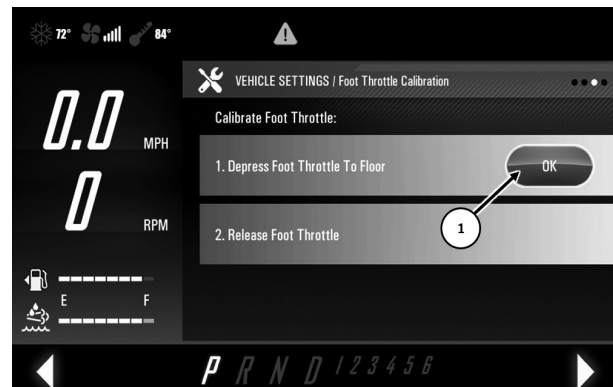 72° 84°
VEHICLE SETTINGS / Foot Throttle Calibration
Calibrate Foot Throttle:
0.0 MPH
1. Depress Foot Throttle To Floor OK
1
0 RPM
2. Release Foot Throttle
E F
P R N D 1 2 3 4 5 6